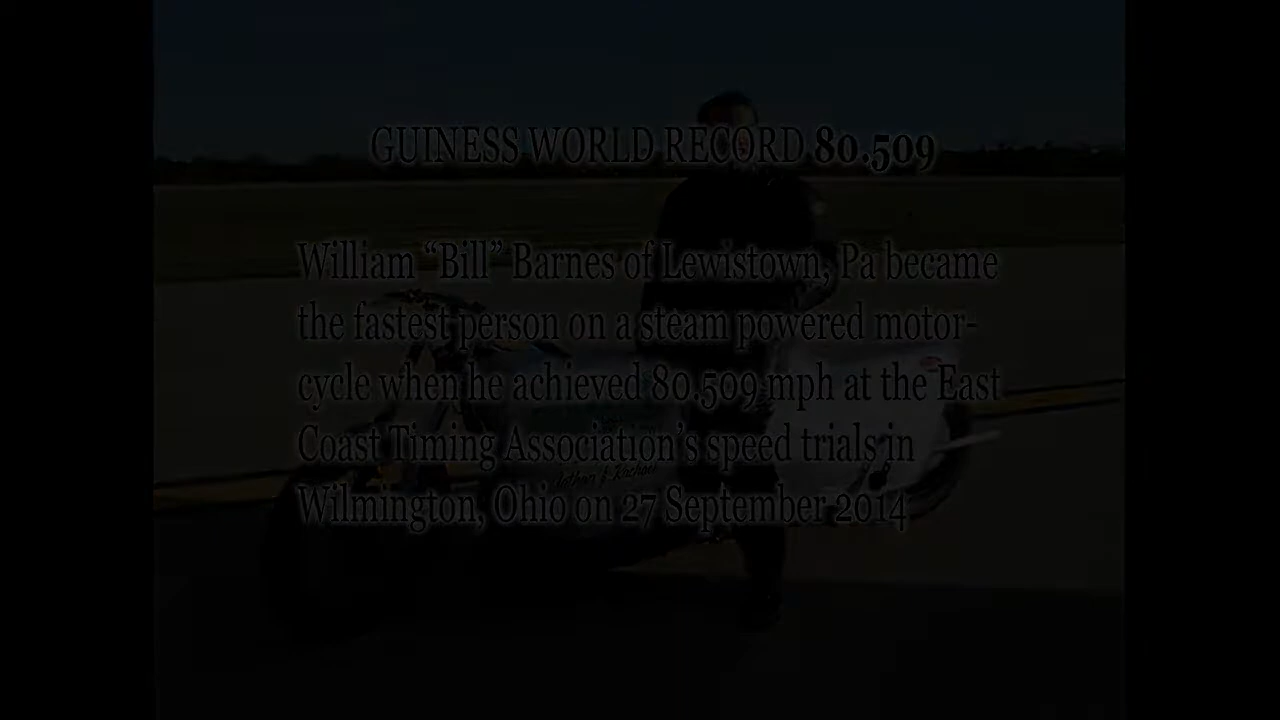 GUINESS WORLD RECORD 80.509
William “Bill” Barnes of Lewistown, Pa became
the fastest person on a steam powered motor-
cycle when he achieved 80.509 mph at the East
Coast Timing Association’s speed trials in
Wilmington, Ohio on 27 September 2014